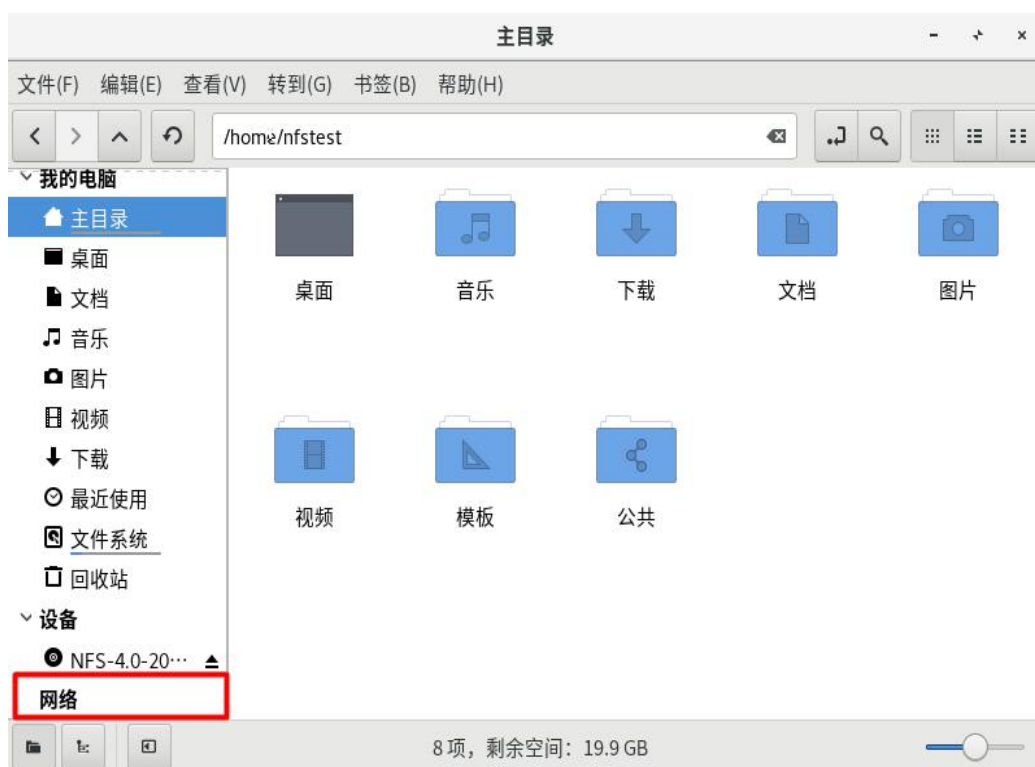 主目录
文件(F) 编辑(E) 查看(V) 转到(G) 书签(B) 帮助(H)
/home/nfstest
我的电脑
主目录
桌面
文档
音乐
图片
视频
下载
最近使用
文件系统
回收站
设备
NFS-4.0-20…
网络
桌面 音乐 下载 文档 图片
视频 模板 公共
8 项，剩余空间：19.9 GB